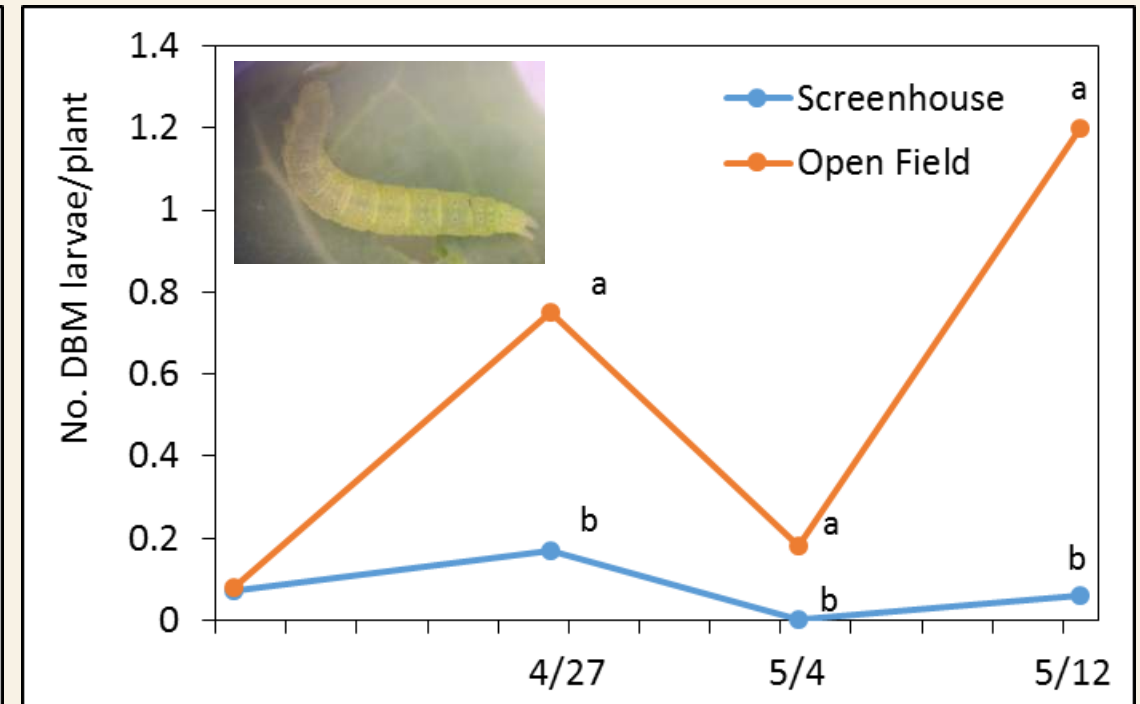 No. DBM larvae/plant
1.4
1.2
1
0.8
0.6
0.4
0.2
0
Screenhouse
Open Field
a
a
b
a
b
b
4/27 5/4 5/12